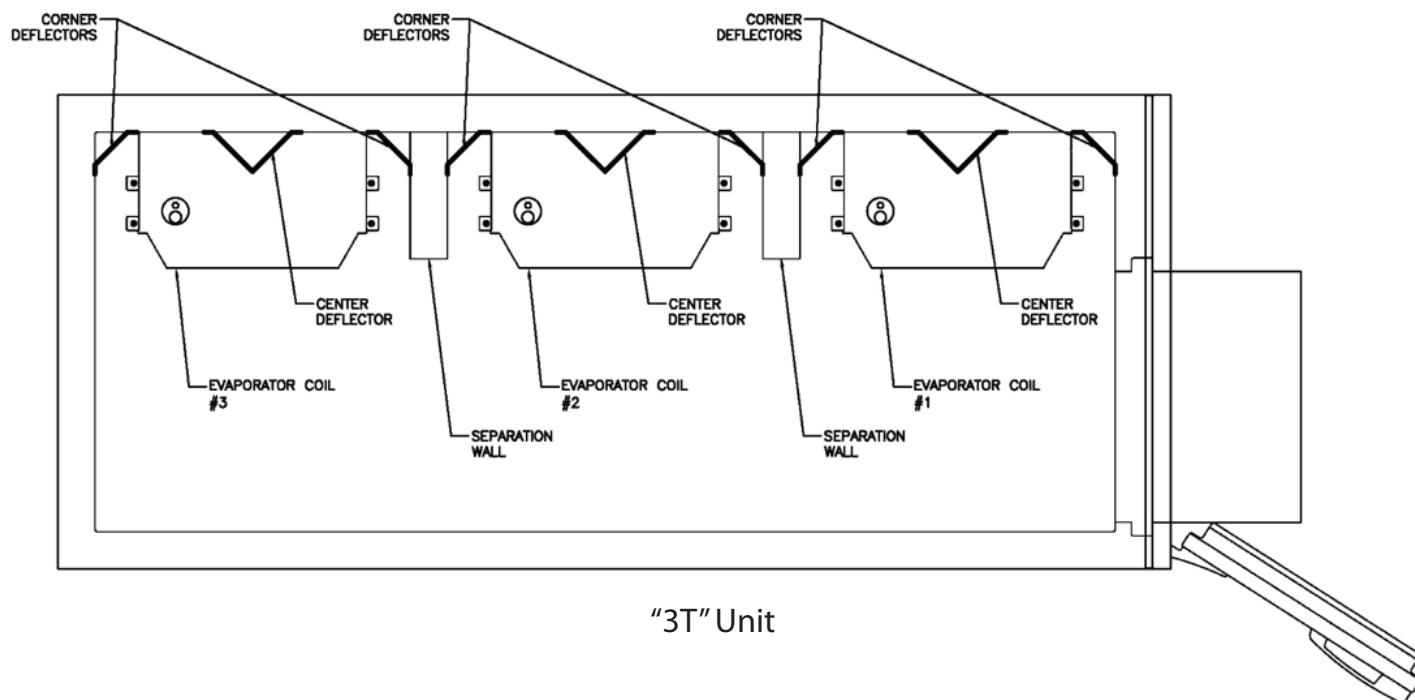 CORNER
DEFLECTORS
CORNER
DEFLECTORS
CORNER
DEFLECTORS
CENTER
DEFLECTOR
CENTER
DEFLECTOR
CENTER
DEFLECTOR
EVAPORATOR COIL
#3
EVAPORATOR COIL
#2
EVAPORATOR COIL
#1
SEPARATION
WALL
SEPARATION
WALL
“3T” Unit